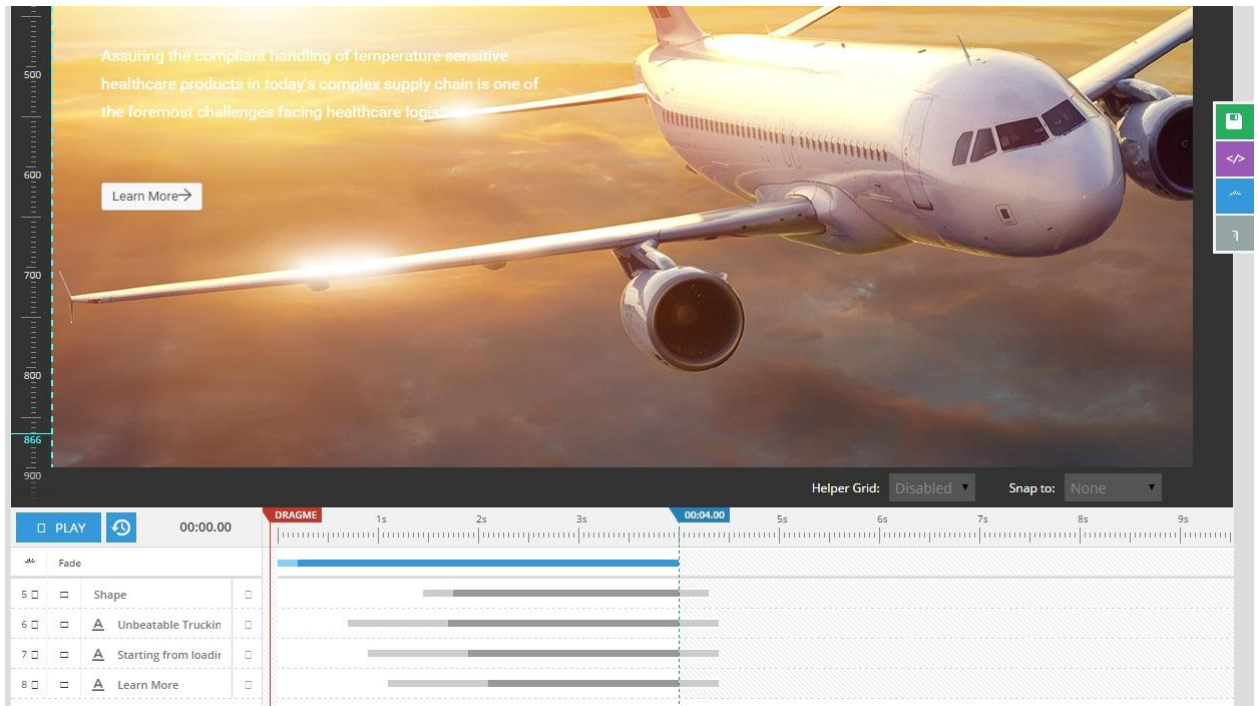 Assuring the compliant handling of temperature sensitive
healthcare products in today's complex supply chain is one of
the foremost challenges facing healthcare
500
600
Learn More→
700
800
866
900
Helper Grid: Disabled Snap to: None
PLAY 00:00.00 DRAGME 1s 2s 3s 00:04.00 5s 6s 7s 8s 9s
Fade
5 Shape
6 A Unbeatable Truckin
7 A Starting from loadin
8 A Learn More